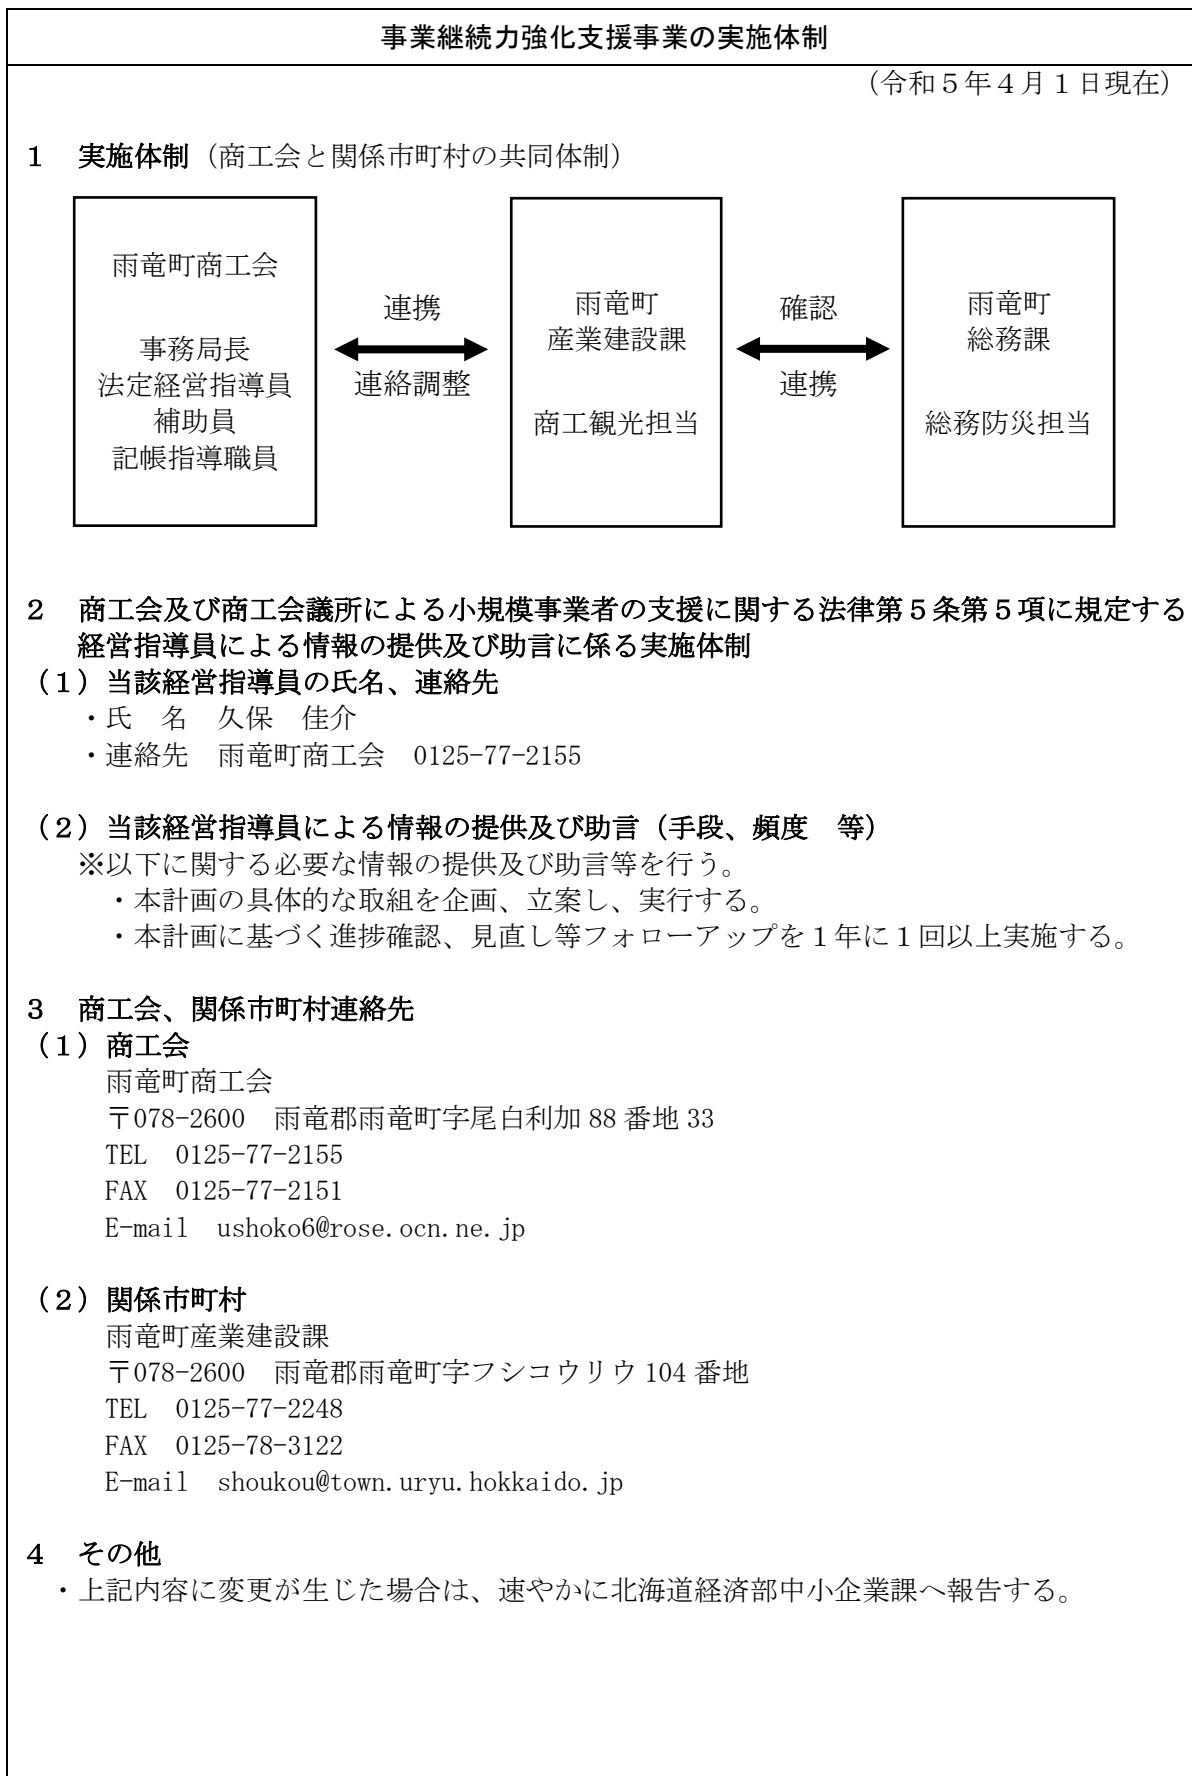 事業継続力強化支援事業の実施体制
（令和５年４月１日現在）
１　実施体制（商工会と関係市町村の共同体制）
雨竜町商工会
事務局長
法定経営指導員
補助員
記帳指導職員
連携
連絡調整
雨竜町
産業建設課
商工観光担当
確認
連携
雨竜町
総務課
総務防災担当
２　商工会及び商工会議所による小規模事業者の支援に関する法律第５条第５項に規定する
経営指導員による情報の提供及び助言に係る実施体制
（１）当該経営指導員の氏名、連絡先
・氏　名　久保　佳介
・連絡先　雨竜町商工会　0125-77-2155
（２）当該経営指導員による情報の提供及び助言（手段、頻度　等）
※以下に関する必要な情報の提供及び助言等を行う。
・本計画の具体的な取組を企画、立案し、実行する。
・本計画に基づく進捗確認、見直し等フォローアップを１年に１回以上実施する。
３　商工会、関係市町村連絡先
（１）商工会
雨竜町商工会
〒078-2600　雨竜郡雨竜町字尾白利加 88 番地 33
TEL　0125-77-2155
FAX　0125-77-2151
E-mail　ushoko6@rose.ocn.ne.jp
（２）関係市町村
雨竜町産業建設課
〒078-2600　雨竜郡雨竜町字フシコウリウ 104 番地
TEL　0125-77-2248
FAX　0125-78-3122
E-mail　shoukou@town.uryu.hokkaido.jp
４　その他
・上記内容に変更が生じた場合は、速やかに北海道経済部中小企業課へ報告する。